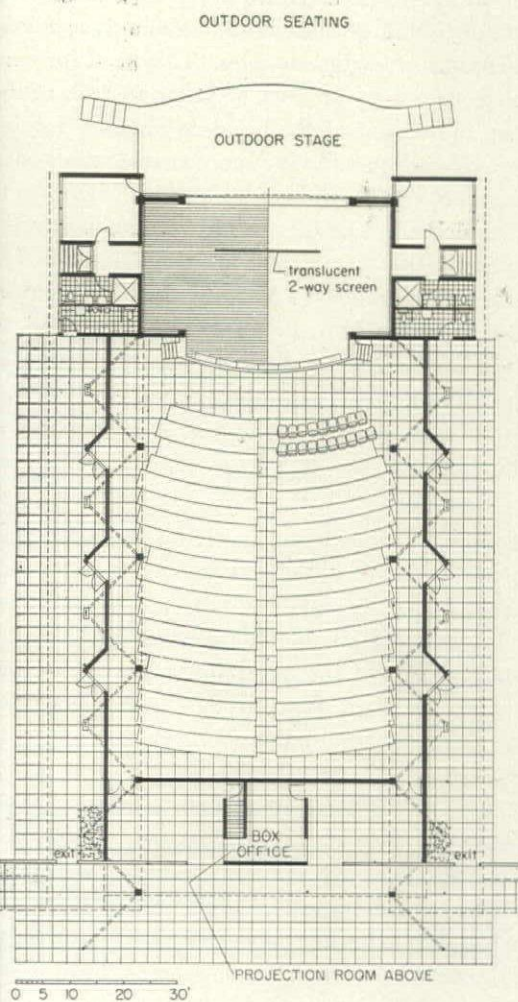 OUTDOOR SEATING
OUTDOOR STAGE
translucent
2-way screen
BOX
OFFICE
exit
exit
PROJECTION ROOM ABOVE
0 5 10 20 30'